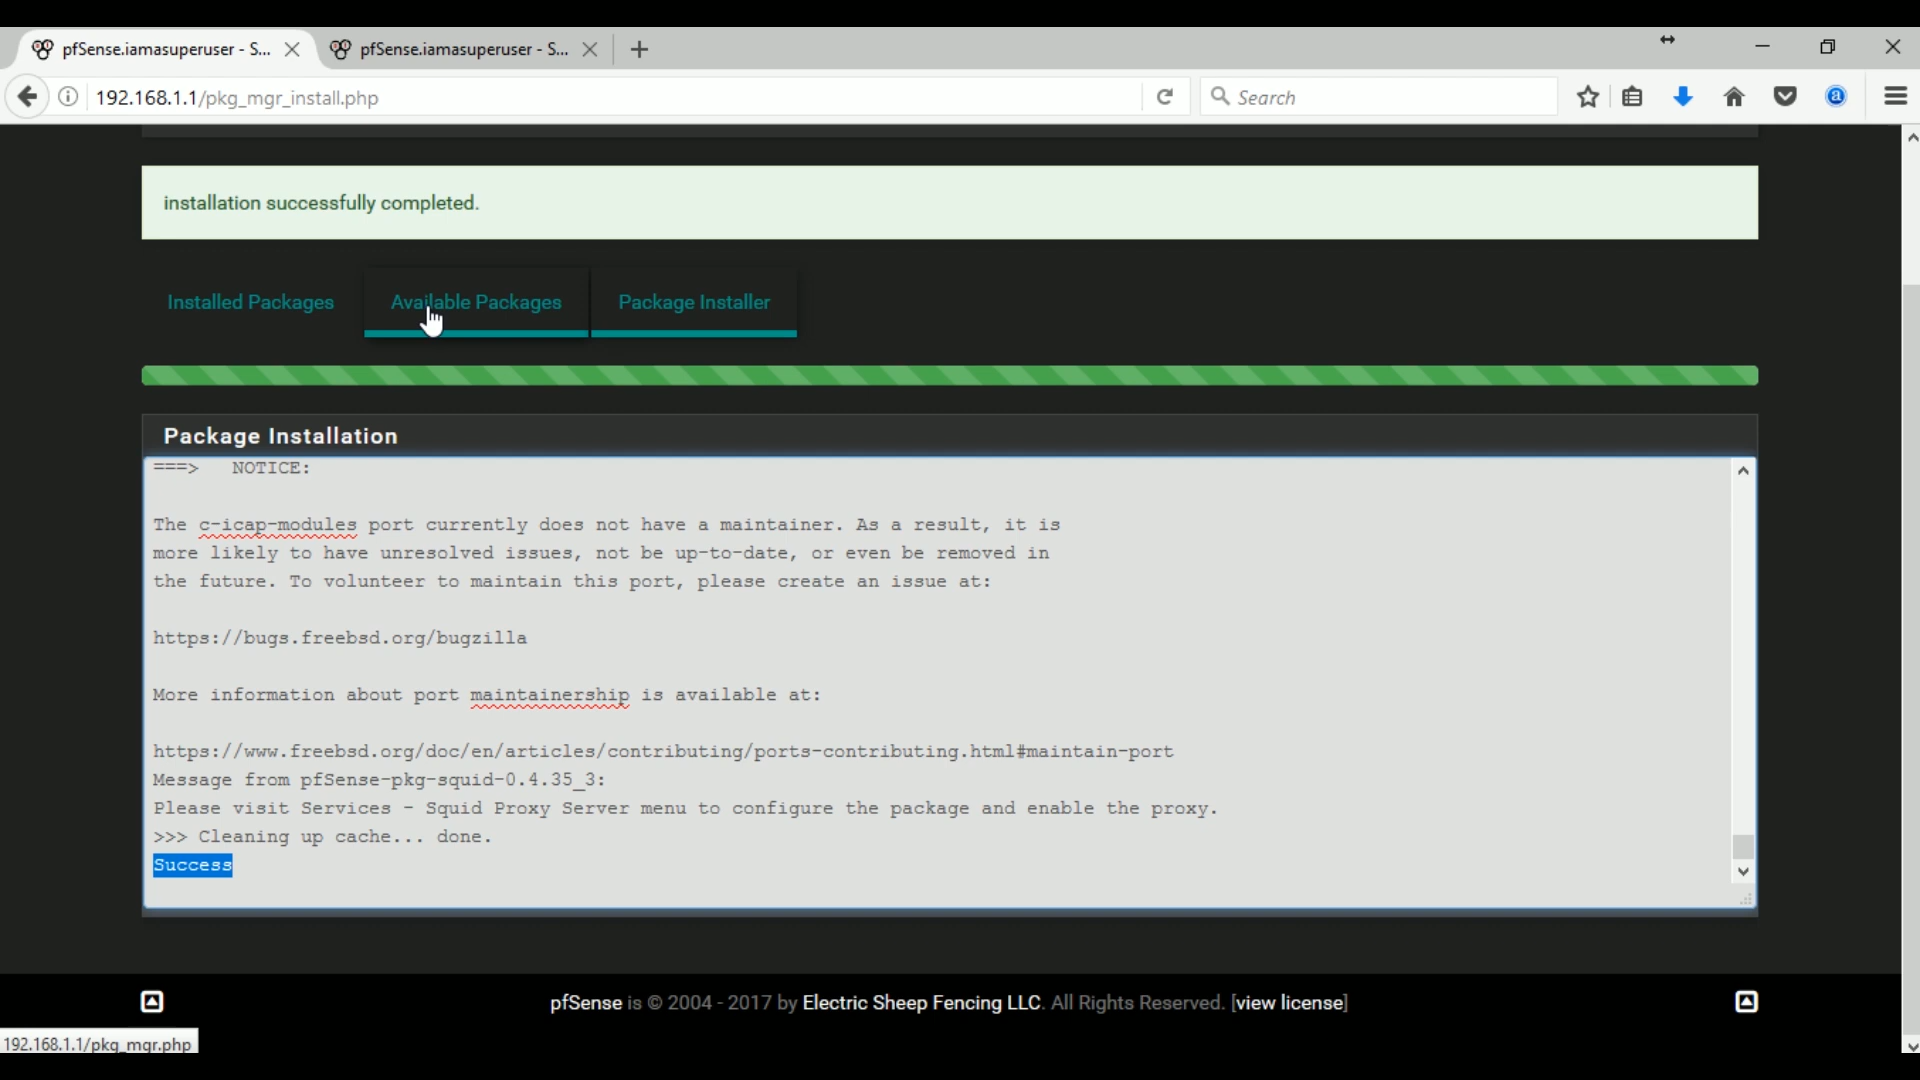 pfSense.iamasuperuser - S...
pfSense.iamasuperuser - S...
192.168.1.1/pkg_mgr_install.php
Search
a
installation successfully completed.
Installed Packages
Available Packages
Package Installer
Package Installation
===>   NOTICE:
The c-icap-modules port currently does not have a maintainer. As a result, it is
more likely to have unresolved issues, not be up-to-date, or even be removed in
the future. To volunteer to maintain this port, please create an issue at:
https://bugs.freebsd.org/bugzilla
More information about port maintainership is available at:
https://www.freebsd.org/doc/en/articles/contributing/ports-contributing.html#maintain-port
Message from pfSense-pkg-squid-0.4.35_3:
Please visit Services - Squid Proxy Server menu to configure the package and enable the proxy.
>>> Cleaning up cache... done.
Success
pfSense is © 2004 - 2017 by Electric Sheep Fencing LLC. All Rights Reserved. [view license]
192.168.1.1/pkg_mgr.php